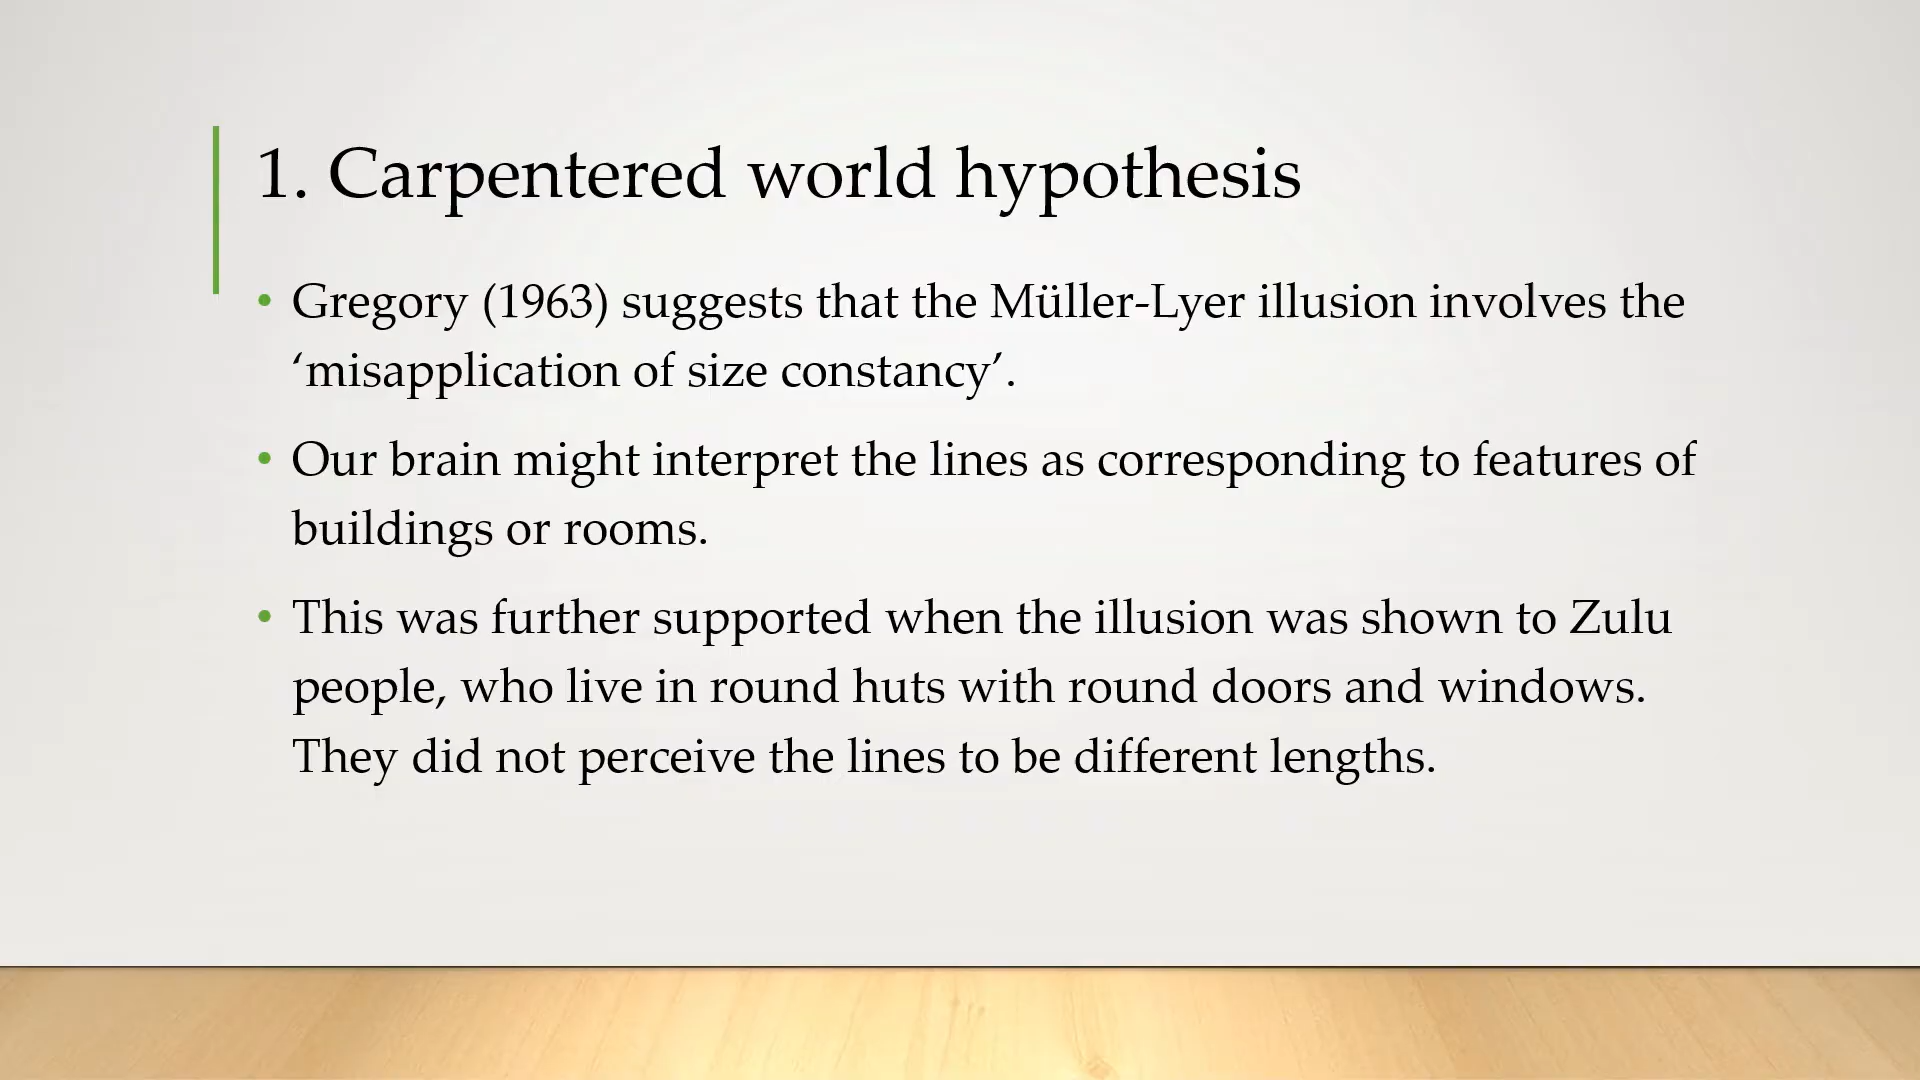 1. Carpentered world hypothesis
• Gregory (1963) suggests that the Müller-Lyer illusion involves the
‘misapplication of size constancy’.
• Our brain might interpret the lines as corresponding to features of
buildings or rooms.
• This was further supported when the illusion was shown to Zulu
people, who live in round huts with round doors and windows.
They did not perceive the lines to be different lengths.